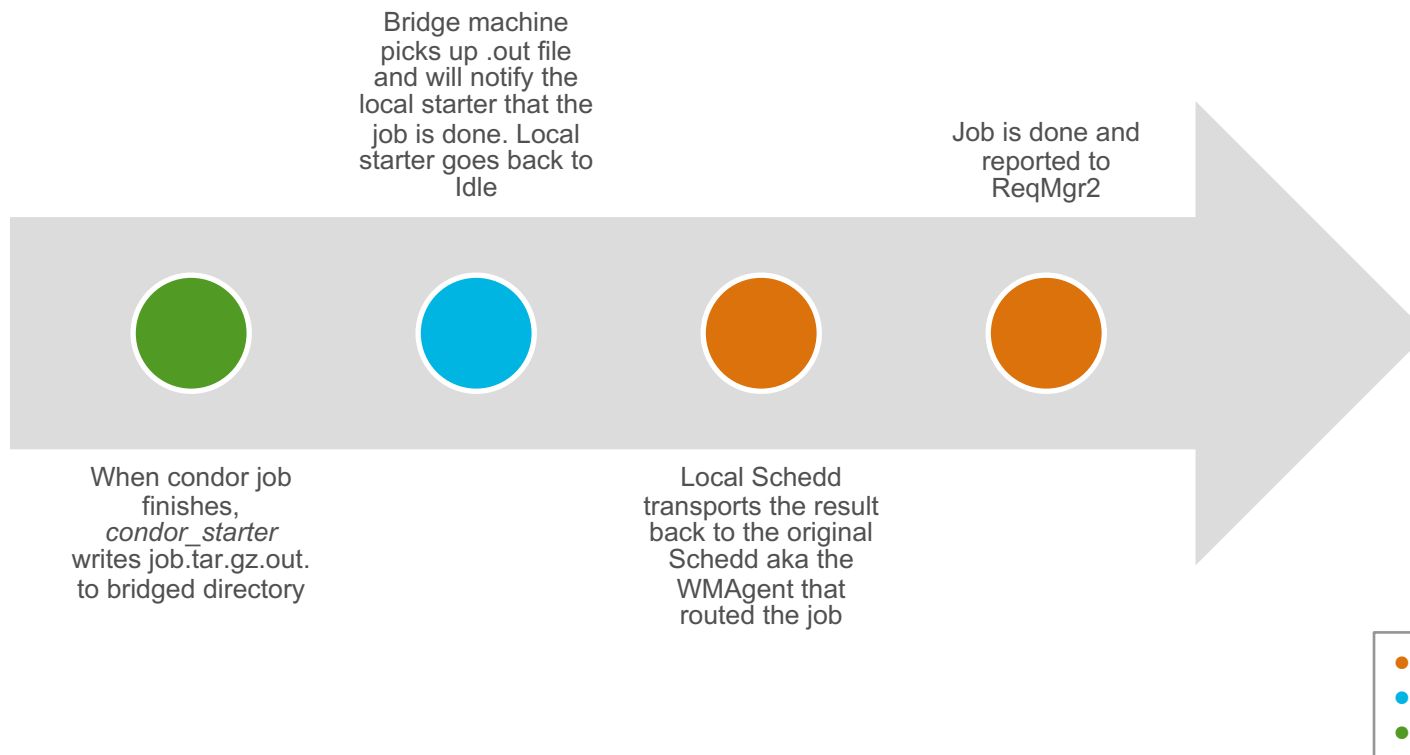 Bridge machine
picks up .out file
and will notify the
local starter that the
job is done. Local
starter goes back to
Idle
Job is done and
reported to
ReqMgr2
When condor job
finishes,
condor_starter
writes job.tar.gz.out.
to bridged directory
Local Schedd
transports the result
back to the original
Schedd aka the
WMAgent that
routed the job